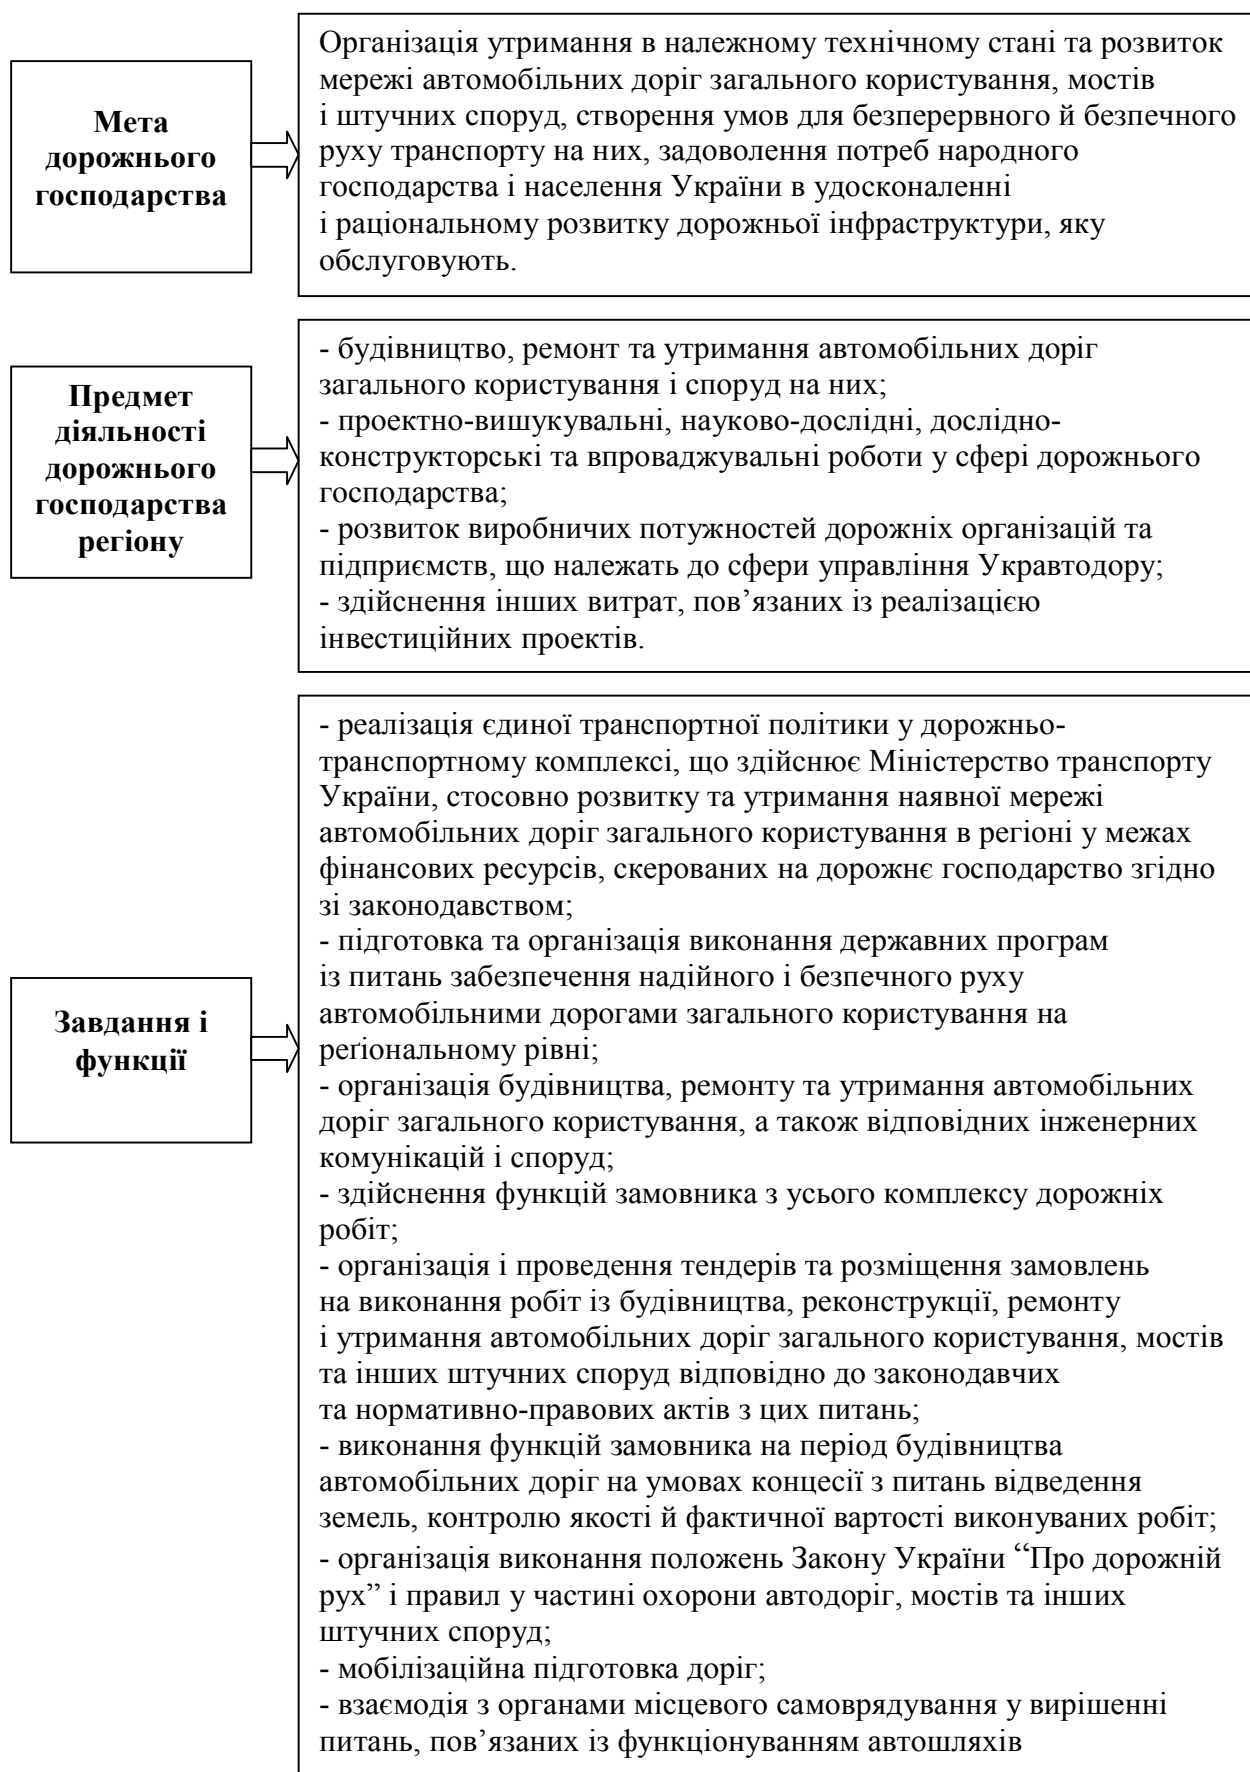 Мета
дорожнього
господарства
Організація утримання в належному технічному стані та розвиток
мережі автомобільних доріг загального користування, мостів
і штучних споруд, створення умов для безперервного й безпечного
руху транспорту на них, задоволення потреб народного
господарства і населення України в удосконаленні
і раціональному розвитку дорожньої інфраструктури, яку
обслуговують.
Предмет
діяльності
дорожнього
господарства
регіону
- будівництво, ремонт та утримання автомобільних доріг
загального користування і споруд на них;
- проектно-вишукувальні, науково-дослідні, дослідно-
конструкторські та впроваджувальні роботи у сфері дорожнього
господарства;
- розвиток виробничих потужностей дорожніх організацій та
підприємств, що належать до сфери управління Укравтодору;
- здійснення інших витрат, пов’язаних із реалізацією
інвестиційних проектів.
Завдання і
функції
- реалізація єдиної транспортної політики у дорожньо-
транспортному комплексі, що здійснює Міністерство транспорту
України, стосовно розвитку та утримання наявної мережі
автомобільних доріг загального користування в регіоні у межах
фінансових ресурсів, скерованих на дорожнє господарство згідно
зі законодавством;
- підготовка та організація виконання державних програм
із питань забезпечення надійного і безпечного руху
автомобільними дорогами загального користування на
реґіональному рівні;
- організація будівництва, ремонту та утримання автомобільних
доріг загального користування, а також відповідних інженерних
комунікацій і споруд;
- здійснення функцій замовника з усього комплексу дорожніх
робіт;
- організація і проведення тендерів та розміщення замовлень
на виконання робіт із будівництва, реконструкції, ремонту
і утримання автомобільних доріг загального користування, мостів
та інших штучних споруд відповідно до законодавчих
та нормативно-правових актів з цих питань;
- виконання функцій замовника на період будівництва
автомобільних доріг на умовах концесії з питань відведення
земель, контролю якості й фактичної вартості виконуваних робіт;
- організація виконання положень Закону України “Про дорожній
рух” і правил у частині охорони автодоріг, мостів та інших
штучних споруд;
- мобілізаційна підготовка доріг;
- взаємодія з органами місцевого самоврядування у вирішенні
питань, пов’язаних із функціонуванням автошляхів